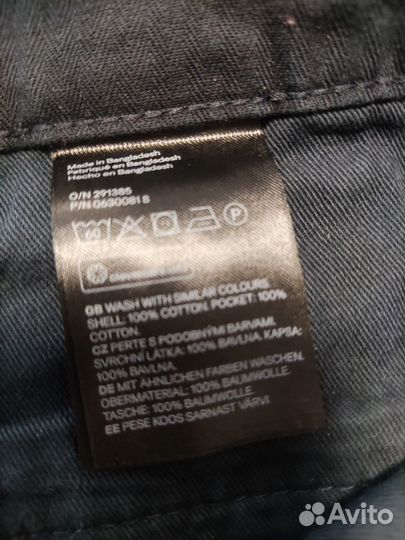 Made in Bangladesh
Fabriqué en Bangladesh
Hecho en Bangladesh
O/N 291385
P/N 0630081 8
P
GB WASH WITH SIMILAR COLOURS
SHELL: 100% COTTON. POCKET: 100%
COTTON.
CZ PERTE S PODOBNÝMI BARVAMI.
SVRCHNÍ LÁTKA: 100% BAVLNA. KAPSA:
100% BAVLNA.
DE MIT ÄHNLICHEN FARBEN WASCHEN.
OBERMATERIAL: 100% BAUMWOLLE.
TASCHE: 100% BAUMWOLLE.
EE PESE KOOS SARNAST VÄRVI
Avito